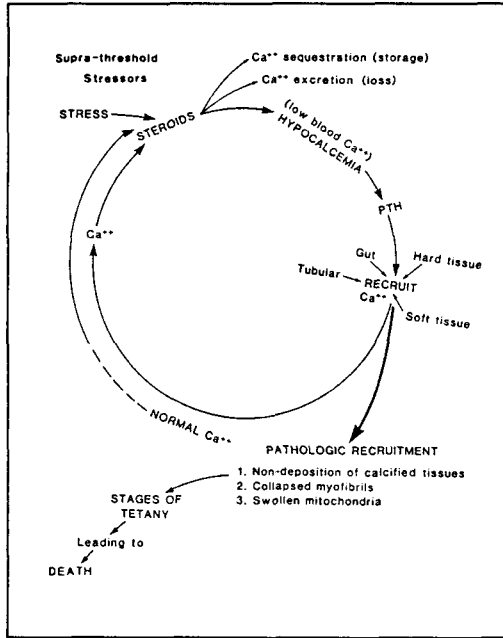 Supra-threshold
Stressors
Ca++ sequestration (storage)
Ca++ excretion (loss)
STRESS
STEROIDS
(low blood Ca++)
HYPOCALCEMIA
PTH
Ca++
Gut
Hard tissue
Tubular
RECRUIT
Ca++
Soft tissue
NORMAL Ca++
PATHOLOGIC RECRUITMENT
1. Non-deposition of calcified tissues
2. Collapsed myofibrils
3. Swollen mitochondria
STAGES OF
TETANY
Leading to
DEATH